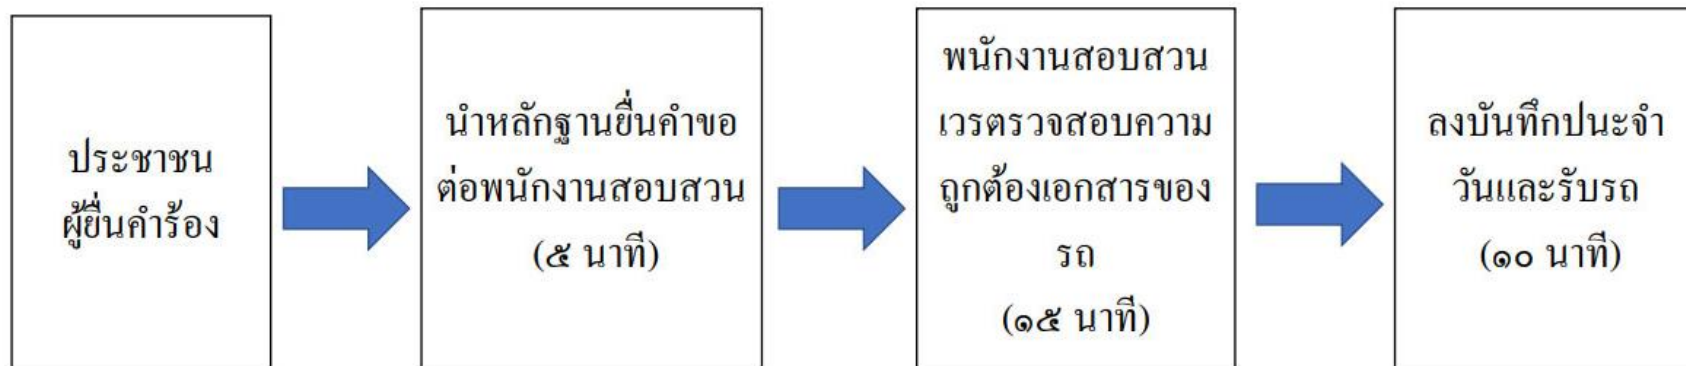 ประชาชน
ผู้ยื่นคำร้อง
นำหลักฐานยื่นคำขอ
ต่อพนักงานสอบสวน
(๕ นาที)
พนักงานสอบสวน
เวรตรวจสอบความ
ถูกต้องเอกสารของ
รถ
(๑๕ นาที)
ลงบันทึกปนะจำ
วันและรับรถ
(๑๐ นาที)